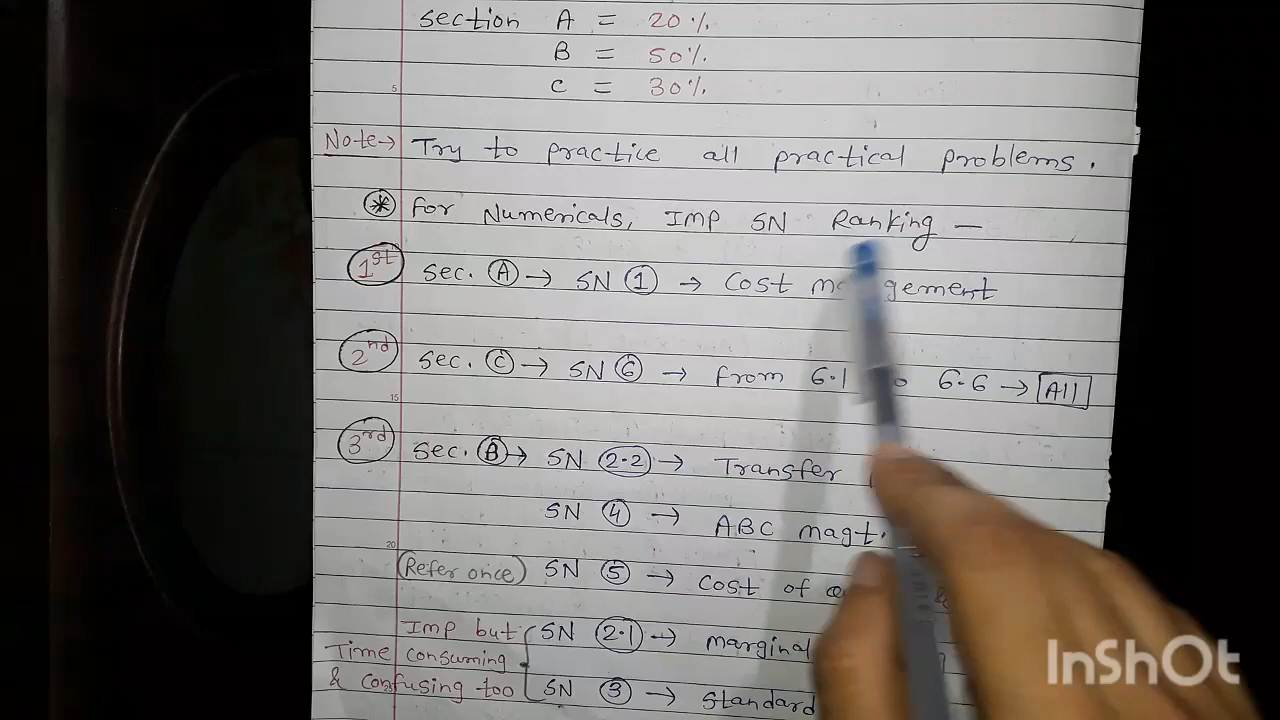 section A = 20%
B = 50%
C = 30%
5
Note→ Try to practice all practical problems.
* For Numericals, IMP SN Ranking —
1st sec. A → SN 1 → Cost
15
2nd sec. C → SN 6 → from 6.1 6.6 → All
3rd sec. B → SN 2.2 → Transfer
SN 4 → ABC magt.
20
(Refer once) SN 5 → Cost of
Imp but SN 2.1 → marginal
Time consuming
& confusing too SN 3 → standard
InShOt